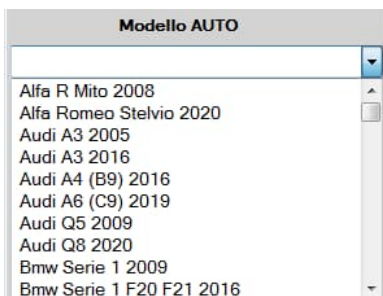 Modello AUTO
Alfa R Mito 2008
Alfa Romeo Stelvio 2020
Audi A3 2005
Audi A3 2016
Audi A4 (B9) 2016
Audi A6 (C9) 2019
Audi Q5 2009
Audi Q8 2020
Bmw Serie 1 2009
Bmw Serie 1 F20 F21 2016